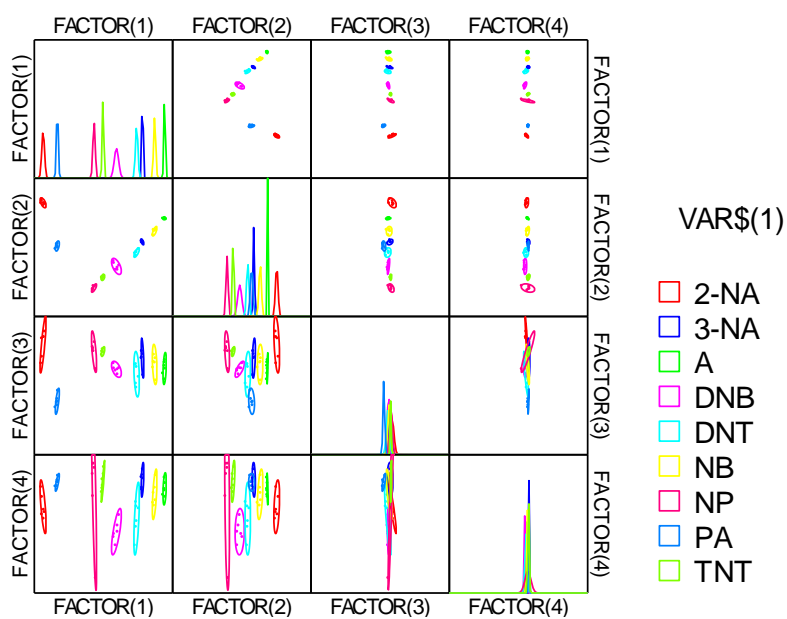 FACTOR(1) FACTOR(2) FACTOR(3) FACTOR(4)
FACTOR(1)
FACTOR(1)
FACTOR(2)
FACTOR(2)
FACTOR(3)
FACTOR(3)
FACTOR(4)
FACTOR(4)
FACTOR(1) FACTOR(2) FACTOR(3) FACTOR(4)
VAR$(1)
2-NA
3-NA
A
DNB
DNT
NB
NP
PA
TNT